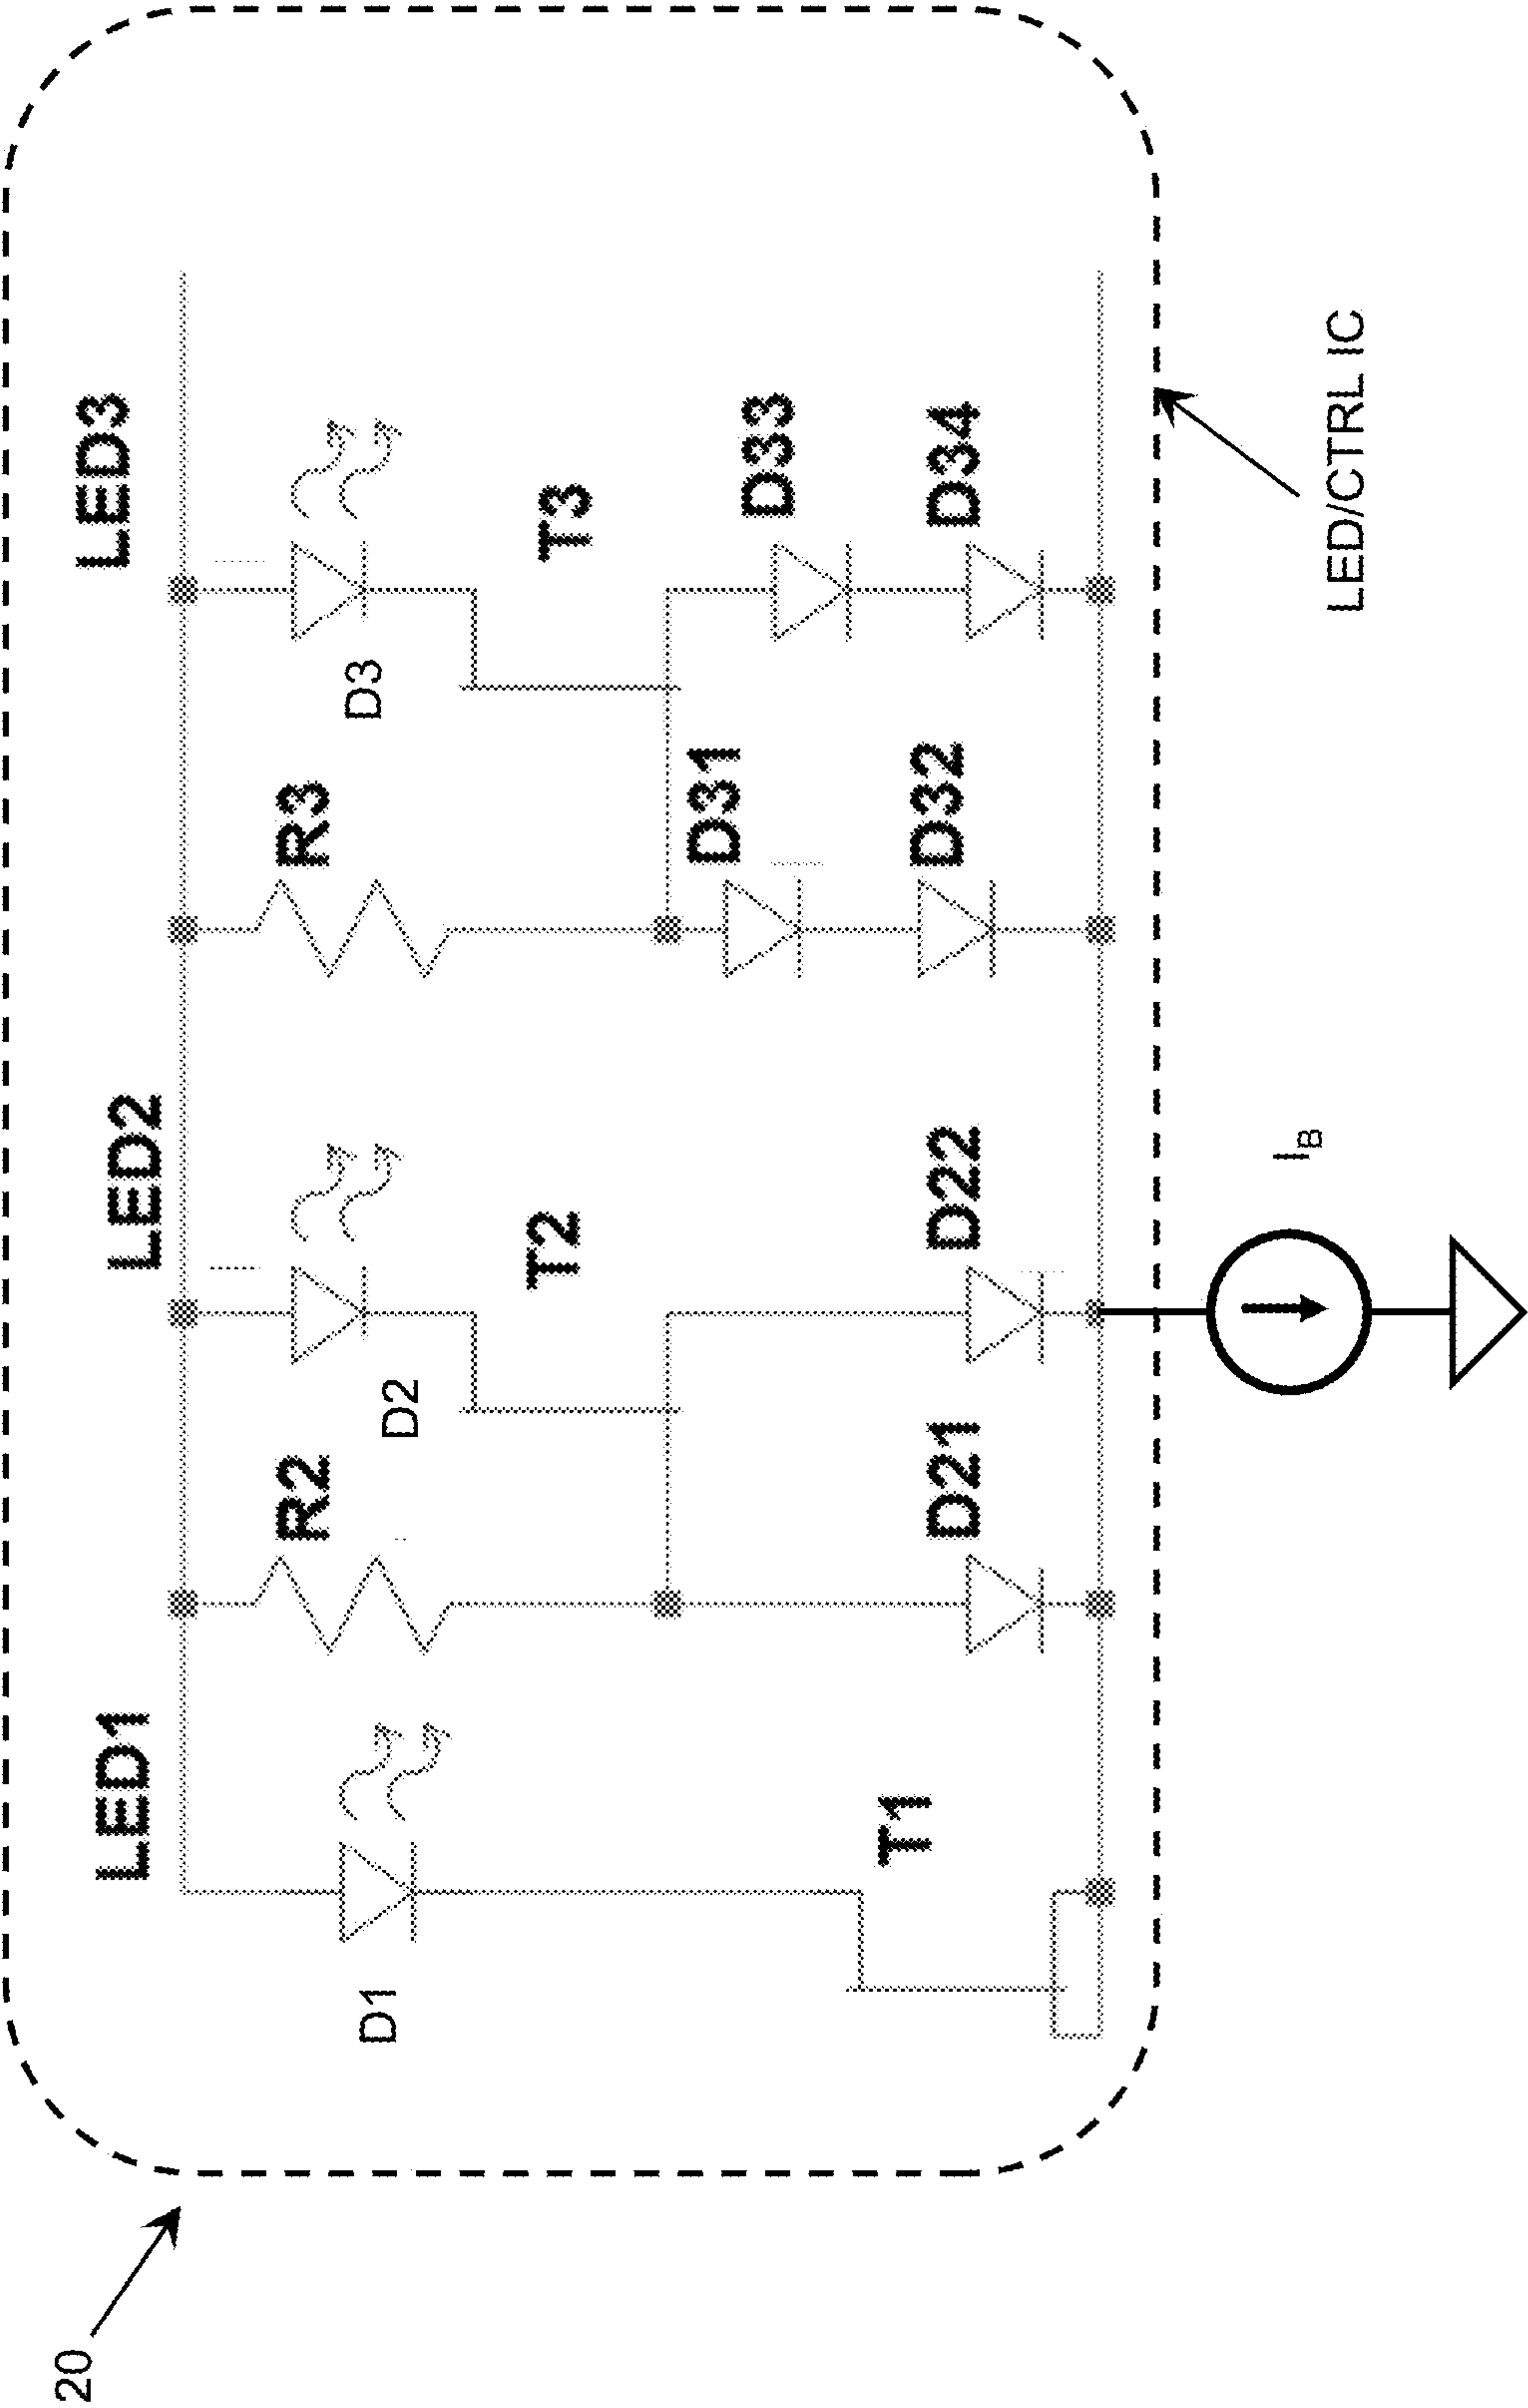 20
LED1
LED2
LED3
D1
R2
D2
R3
D3
T1
T2
T3
D21
D22
D31
D32
D33
D34
IB
LED/CTRL IC